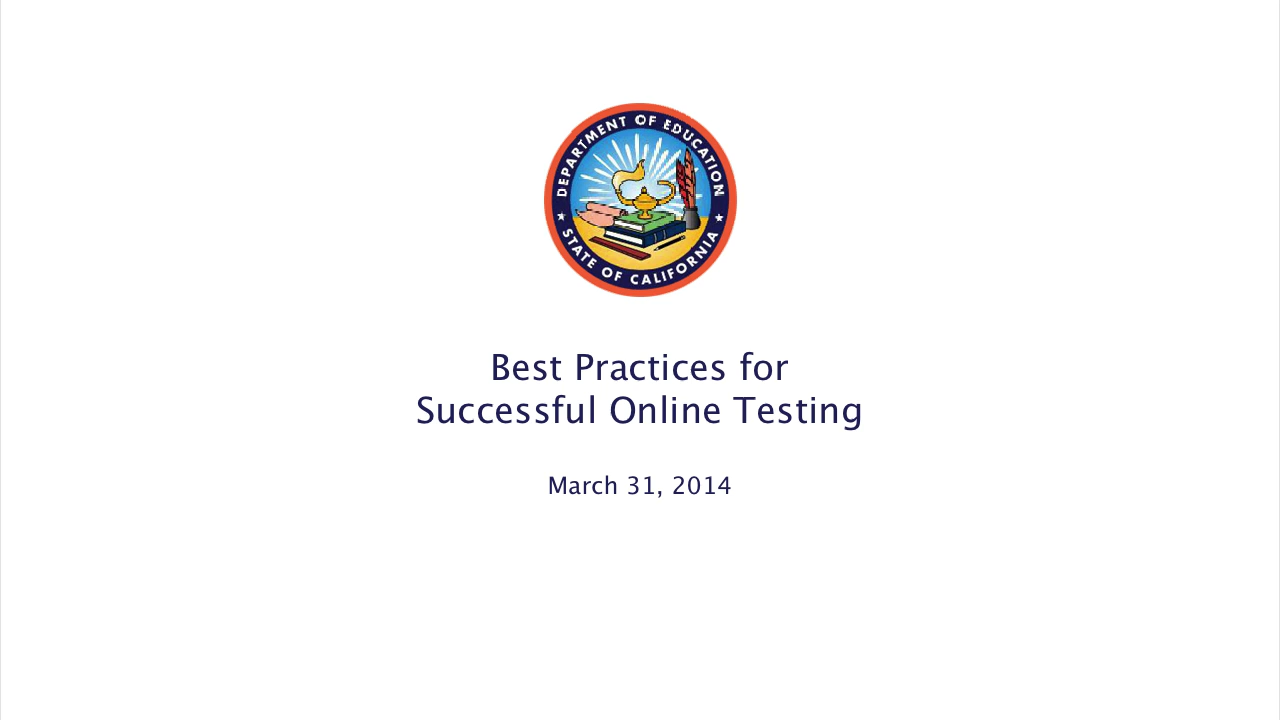 DEPARTMENT OF EDUCATION
STATE OF CALIFORNIA
Best Practices for
Successful Online Testing
March 31, 2014